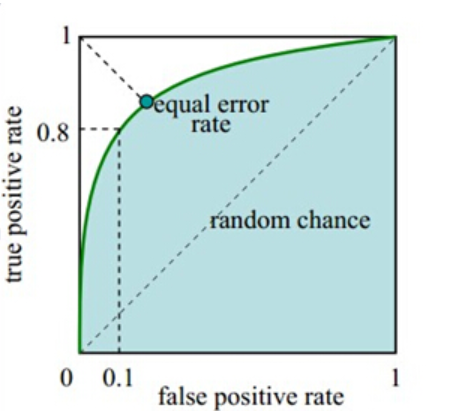 1
equal error
rate
0.8
true positive rate
random chance
0
0.1
1
false positive rate